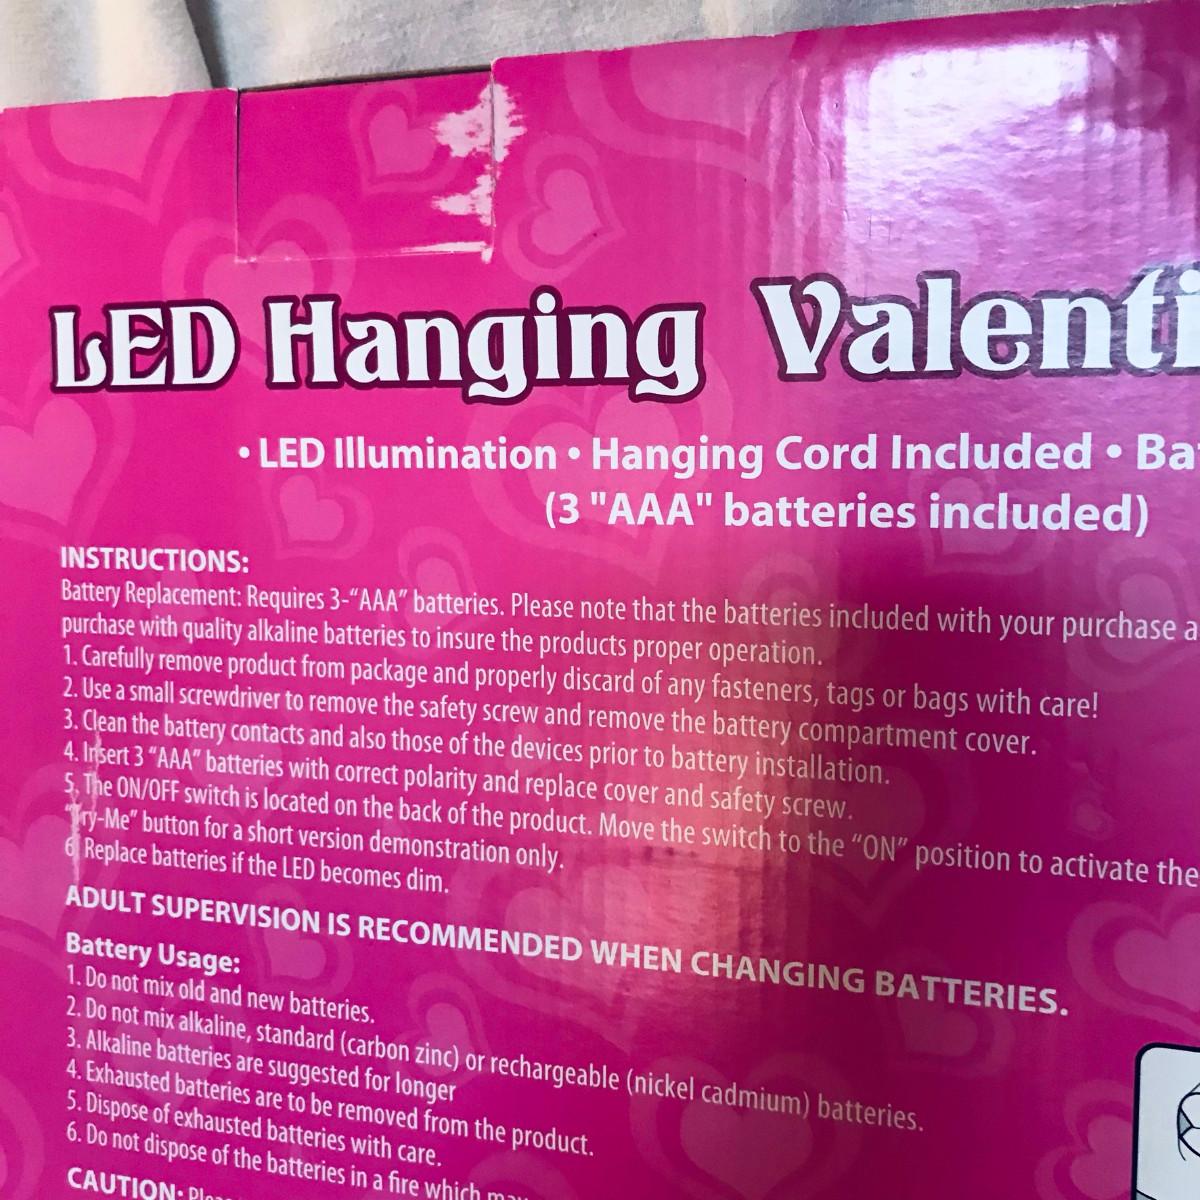 LED Hanging Valenti
• LED Illumination • Hanging Cord Included • Ba
(3 "AAA" batteries included)
INSTRUCTIONS:
Battery Replacement: Requires 3-“AAA” batteries. Please note that the batteries included with your purchase a
purchase with quality alkaline batteries to insure the products proper operation.
1. Carefully remove product from package and properly discard of any fasteners, tags or bags with care!
2. Use a small screwdriver to remove the safety screw and remove the battery compartment cover.
3. Clean the battery contacts and also those of the devices prior to battery installation.
4. Insert 3 “AAA” batteries with correct polarity and replace cover and safety screw.
5. The ON/OFF switch is located on the back of the product. Move the switch to the “ON” position to activate the
“Try-Me” button for a short version demonstration only.
6. Replace batteries if the LED becomes dim.
ADULT SUPERVISION IS RECOMMENDED WHEN CHANGING BATTERIES.
Battery Usage:
1. Do not mix old and new batteries.
2. Do not mix alkaline, standard (carbon zinc) or rechargeable (nickel cadmium) batteries.
3. Alkaline batteries are suggested for longer
4. Exhausted batteries are to be removed from the product.
5. Dispose of exhausted batteries with care.
6. Do not dispose of the batteries in a fire which may
CAUTION: Please